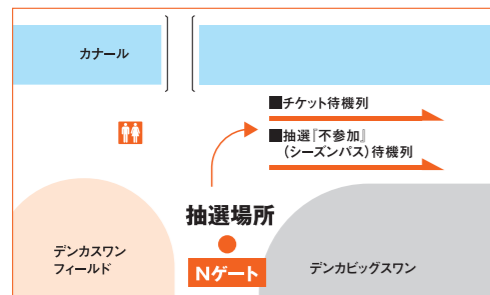 カナール
■チケット待機列
■抽選『不参加』
（シーズンパス）待機列
抽選場所
デンカスワン
フィールド
Nゲート
デンカビッグスワン